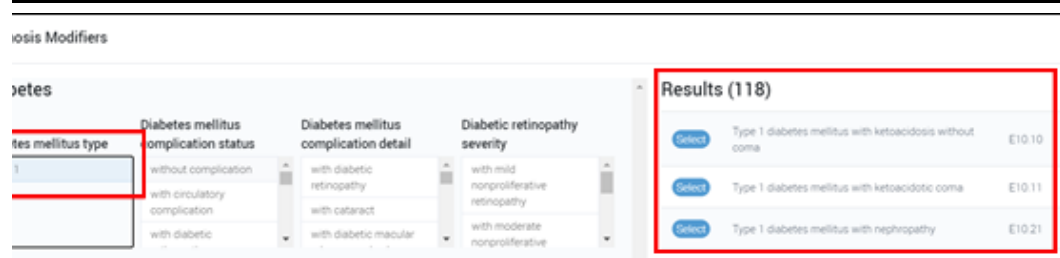 osis Modifiers
betes
tes mellitus type
1
Diabetes mellitus
complication status
without complication
with circulatory
complication
with diabetic
Diabetes mellitus
complication detail
with diabetic
retinopathy
with cataract
with diabetic macular
Diabetic retinopathy
severity
with mild
nonproliferative
retinopathy
with moderate
nonproliferative
Results (118)
Select Type 1 diabetes mellitus with ketoacidosis without
coma E10.10
Select Type 1 diabetes mellitus with ketoacidotic coma E10.11
Select Type 1 diabetes mellitus with nephropathy E10.21